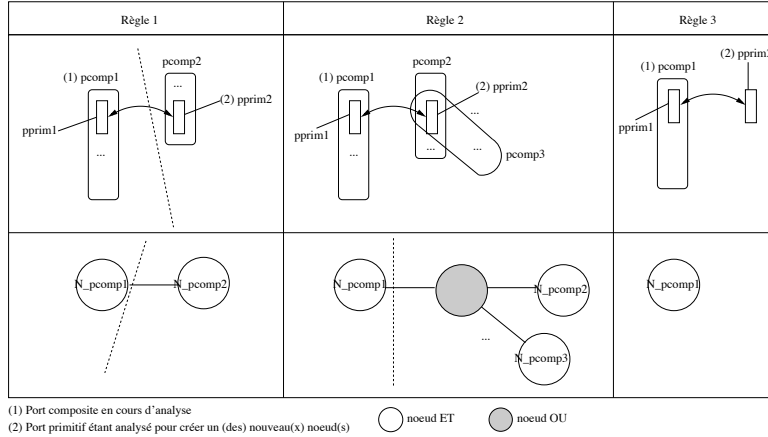 Règle 1
Règle 2
Règle 3
(1) pcomp1
pcomp2
...
(2) pprim2
pprim1
...
(1) pcomp1
pcomp2
(2) pprim2
...
pprim1
...
...
...
pcomp3
(2) pprim
(1) pcomp1
pprim1
...
N_pcomp1
N_pcomp2
N_pcomp1
N_pcomp2
...
N_pcomp3
N_pcomp1
(1) Port composite en cours d'analyse
(2) Port primitif étant analysé pour créer un (des) nouveau(x) noeud(s)
noeud ET
noeud OU